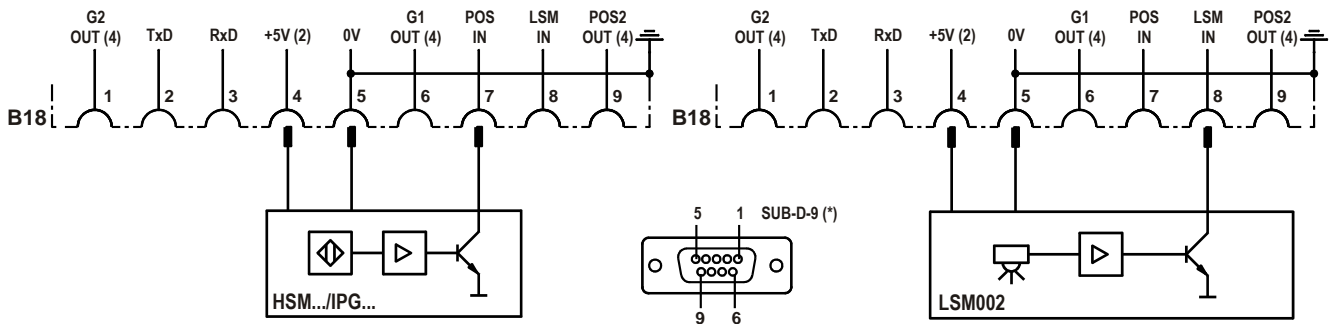 G2 G1 POS LSM POS2
OUT (4) TxD RxD +5V (2) 0V OUT (4) IN IN OUT (4)
1 2 3 4 5 6 7 8 9
B18
HSM.../IPG...
5 1 SUB-D-9 (*)
9 6
G2 G1 POS LSM POS2
OUT (4) TxD RxD +5V (2) 0V OUT (4) IN IN OUT (4)
1 2 3 4 5 6 7 8 9
B18
LSM002